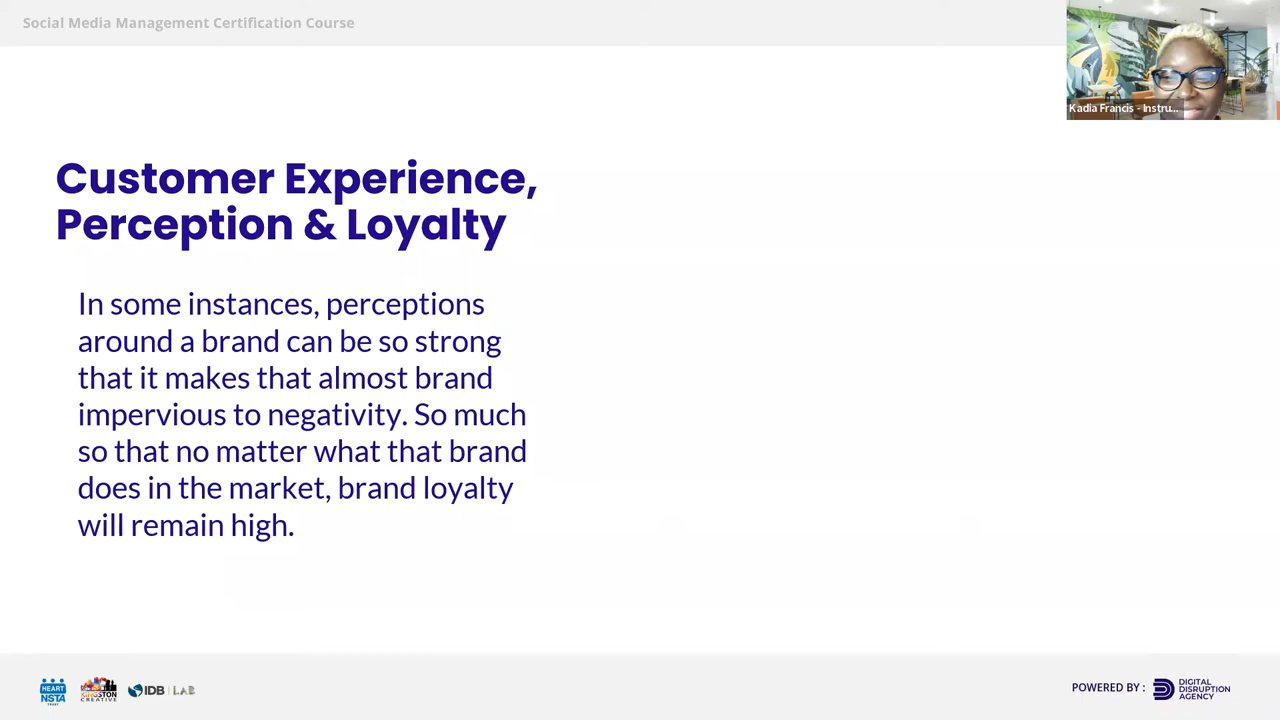 Social Media Management Certification Course
Kadia Francis - Instru...
Customer Experience,
Perception & Loyalty
In some instances, perceptions
around a brand can be so strong
that it makes that almost brand
impervious to negativity. So much
so that no matter what that brand
does in the market, brand loyalty
will remain high.
HEART
NSTA
TRUST
KINGSTON
CREATIVE
IDB | LAB
POWERED BY :
DIGITAL
DISRUPTION
AGENCY